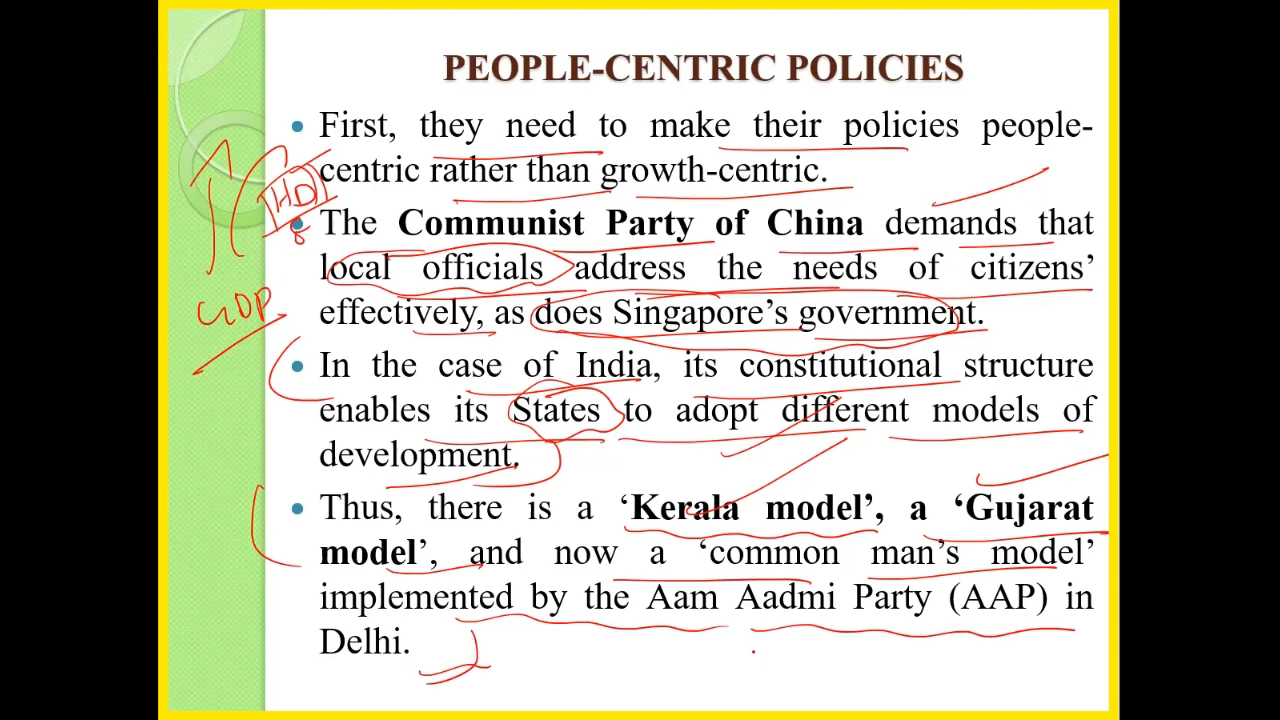 PEOPLE-CENTRIC POLICIES
First, they need to make their policies people-
centric rather than growth-centric.
The Communist Party of China demands that
local officials address the needs of citizens’
effectively, as does Singapore’s government.
In the case of India, its constitutional structure
enables its States to adopt different models of
development.
Thus, there is a ‘Kerala model’, a ‘Gujarat
model’, and now a ‘common man’s model’
implemented by the Aam Aadmi Party (AAP) in
Delhi.
GDP